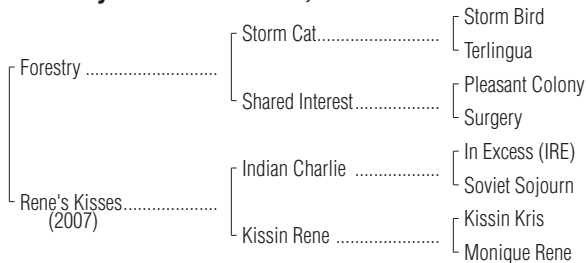 Storm Bird
Storm Cat..............................
Terlingua
Forestry ................................
Pleasant Colony
Shared Interest.....................
Surgery
In Excess (IRE)
Indian Charlie .....................
Soviet Sojourn
Rene's Kisses.......................
(2007)
Kissin Kris
Kissin Rene .........................
Monique Rene